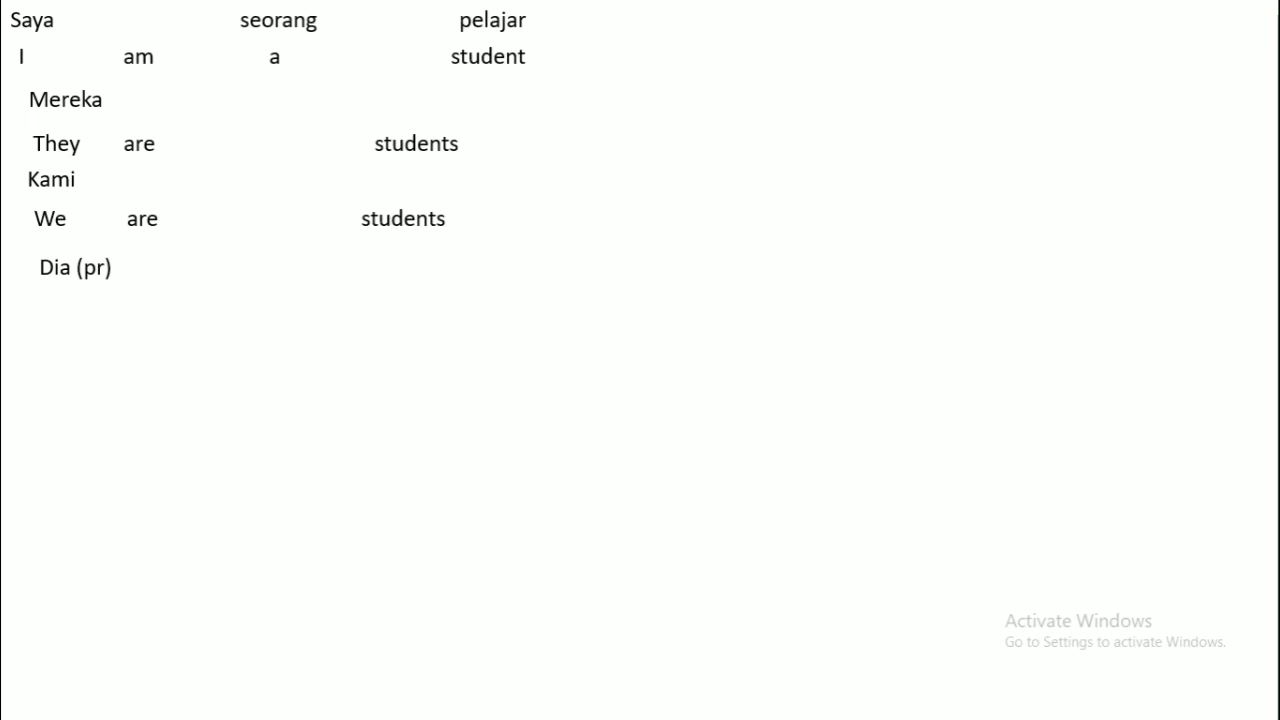 Saya seorang pelajar
I am a student
Mereka
They are students
Kami
We are students
Dia (pr)
Activate Windows
Go to Settings to activate Windows.